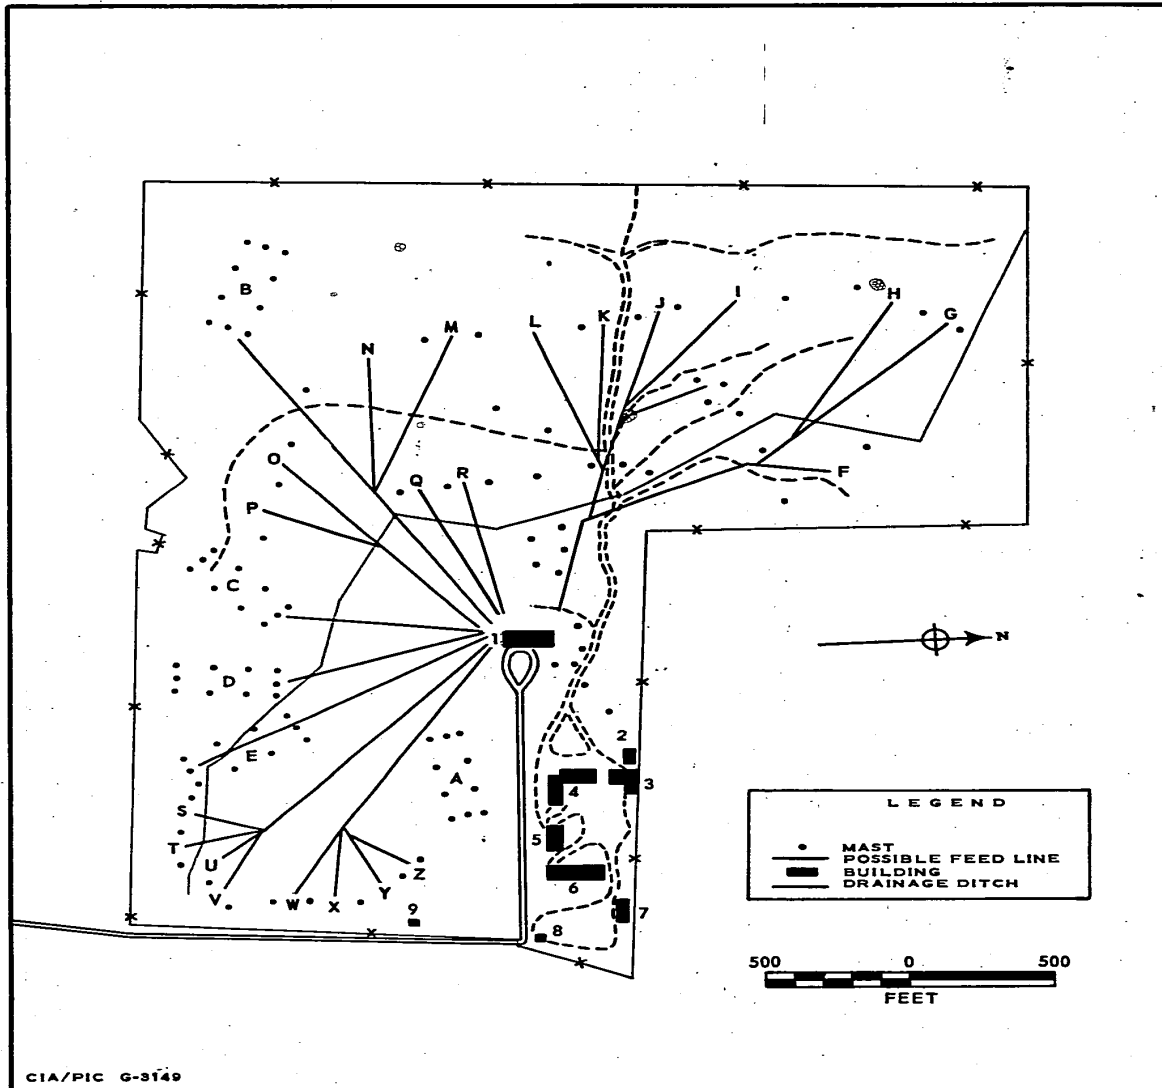 B
N
M
L
K
J
I
H
G
O
P
Q
R
F
C
1
N
D
E
A
2
3
4
5
6
7
8
9
S
T
U
V
W
X
Y
Z
LEGEND
MAST
POSSIBLE FEED LINE
BUILDING
DRAINAGE DITCH
500 0 500
FEET
CIA/PIC G-3149